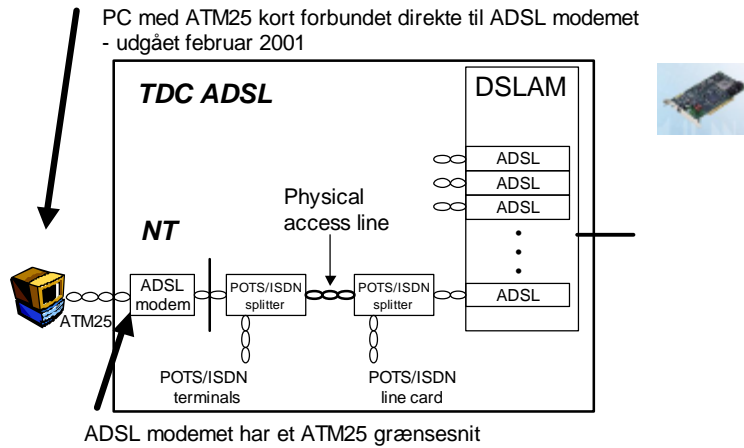 PC med ATM25 kort forbundet direkte til ADSL modemet
- udgået februar 2001
TDC ADSL
DSLAM
ADSL
ADSL
ADSL
Physical
access line
NT
ADSL
modem
POTS/ISDN
splitter
POTS/ISDN
splitter
ADSL
ATM25
POTS/ISDN
terminals
POTS/ISDN
line card
ADSL modemet har et ATM25 grænsesnit